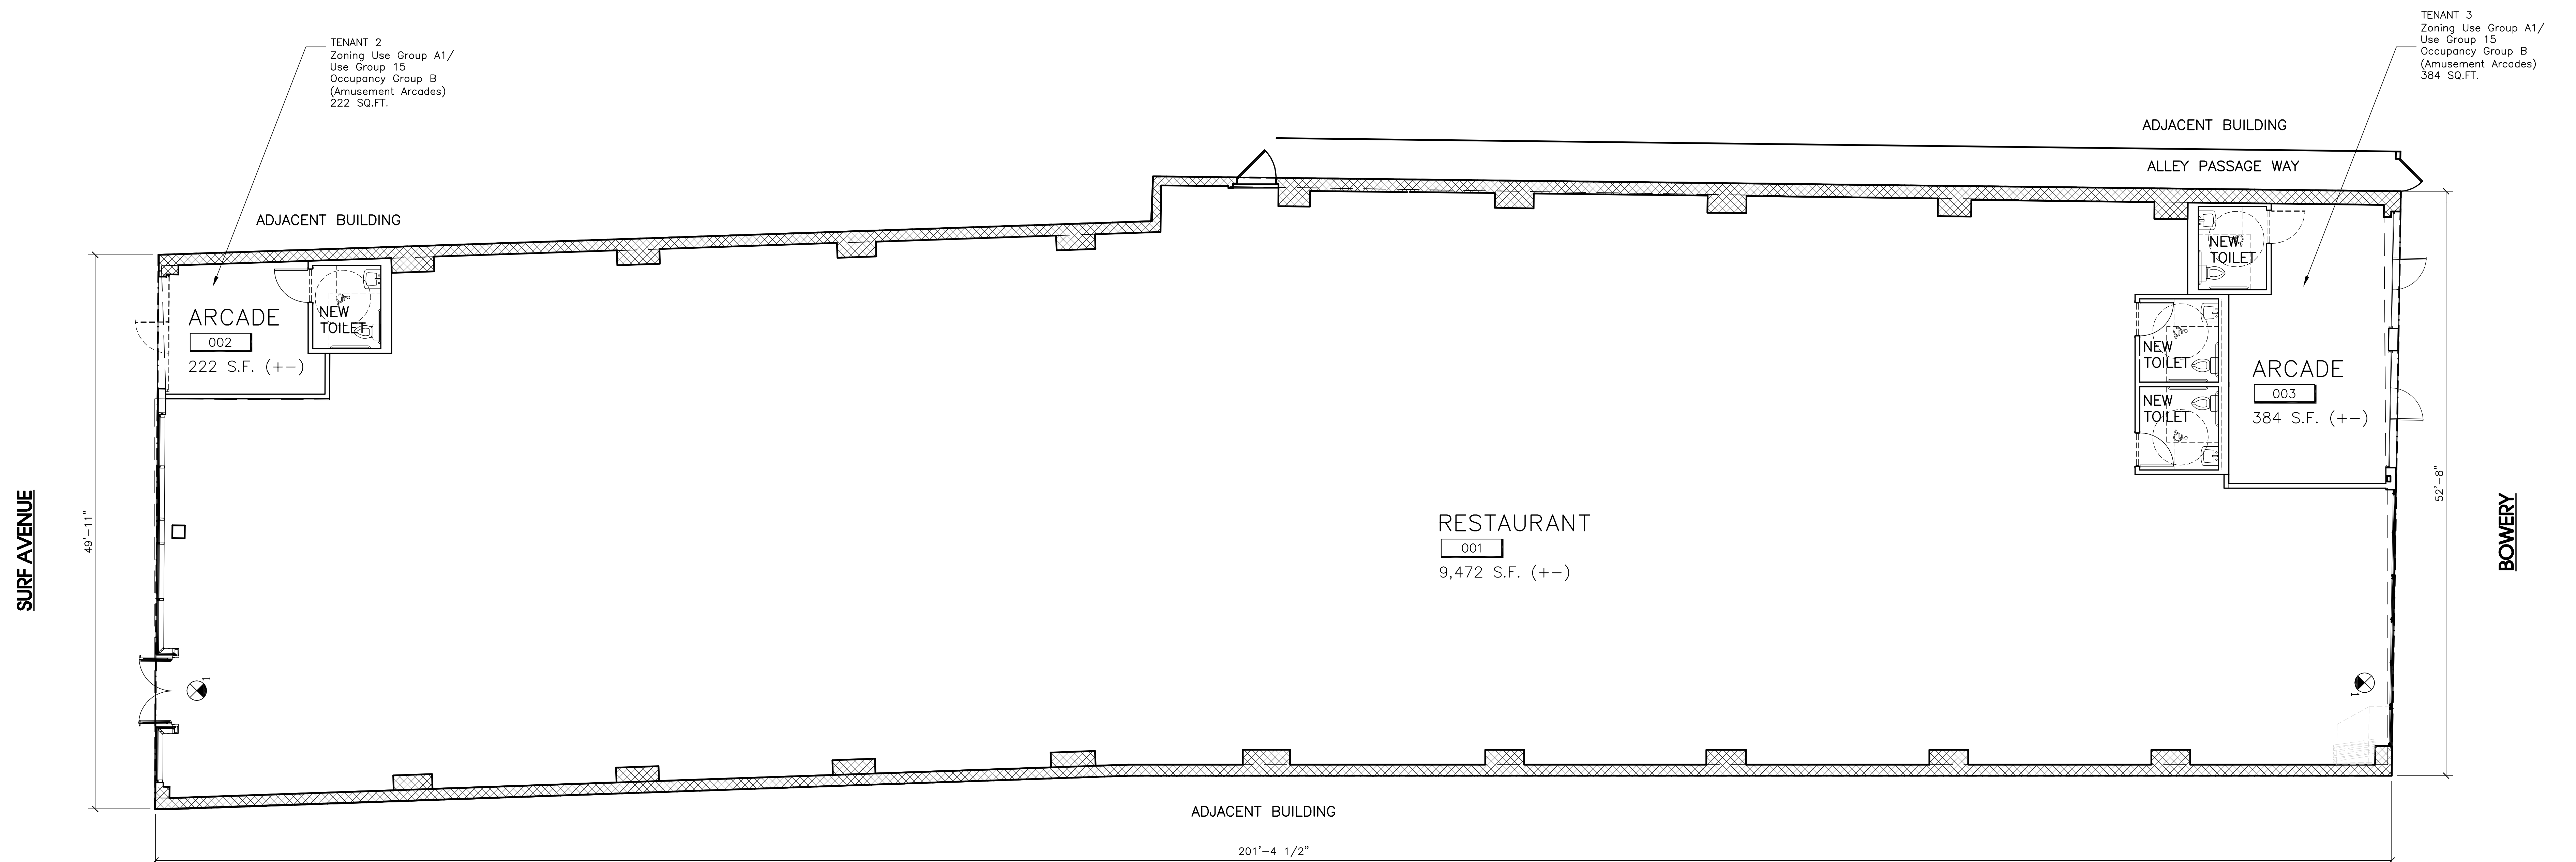 TENANT 2
Zoning Use Group A1/
Use Group 15
Occupancy Group B
(Amusement Arcades)
222 SQ.FT.
TENANT 3
Zoning Use Group A1/
Use Group 15
Occupancy Group B
(Amusement Arcades)
384 SQ.FT.
ADJACENT BUILDING
ALLEY PASSAGE WAY
ADJACENT BUILDING
NEW
TOILET
ARCADE
002
222 S.F. (+-)
NEW
TOILET
NEW
TOILET
NEW
TOILET
ARCADE
003
384 S.F. (+-)
SURF AVENUE
49'-11"
RESTAURANT
001
9,472 S.F. (+-)
52'-8"
BOWERY
1
1
ADJACENT BUILDING
201'-4 1/2"